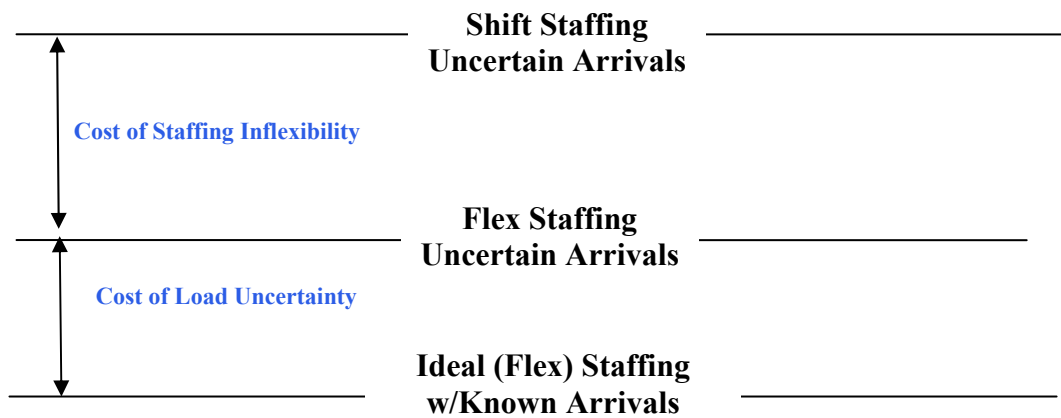 Shift Staffing
Uncertain Arrivals
Cost of Staffing Inflexibility
Flex Staffing
Uncertain Arrivals
Cost of Load Uncertainty
Ideal (Flex) Staffing
w/Known Arrivals